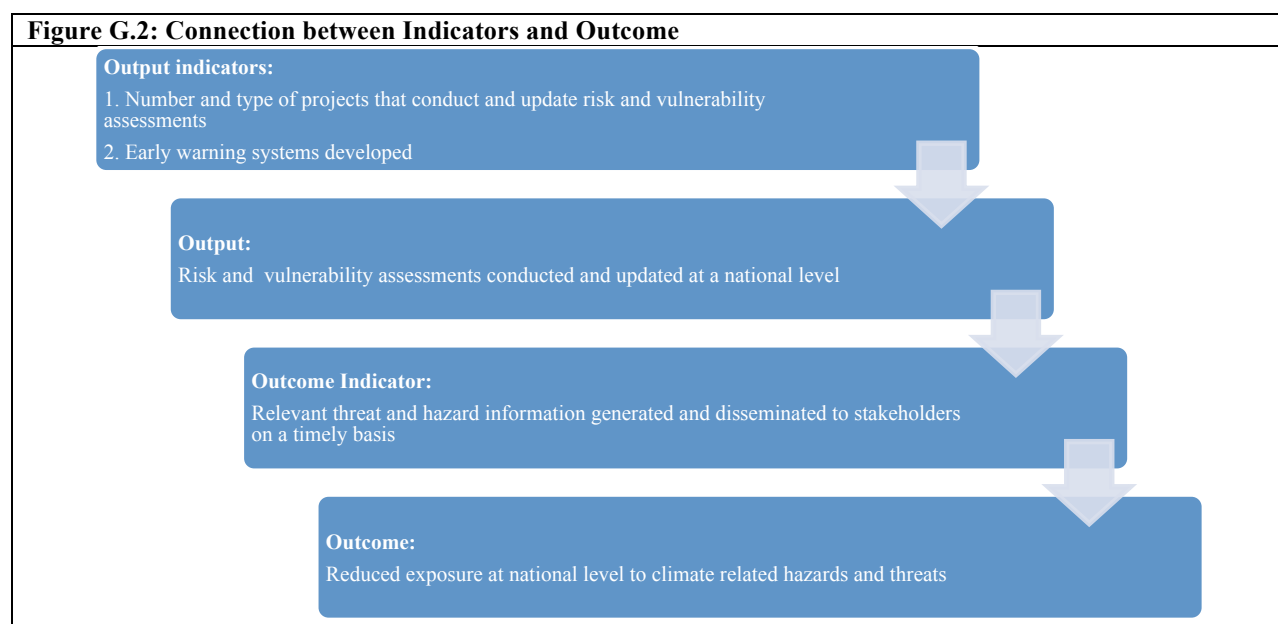 Figure G.2: Connection between Indicators and Outcome
Output indicators:
1. Number and type of projects that conduct and update risk and vulnerability
assessments
2. Early warning systems developed
Output:
Risk and vulnerability assessments conducted and updated at a national level
Outcome Indicator:
Relevant threat and hazard information generated and disseminated to stakeholders
on a timely basis
Outcome:
Reduced exposure at national level to climate related hazards and threats